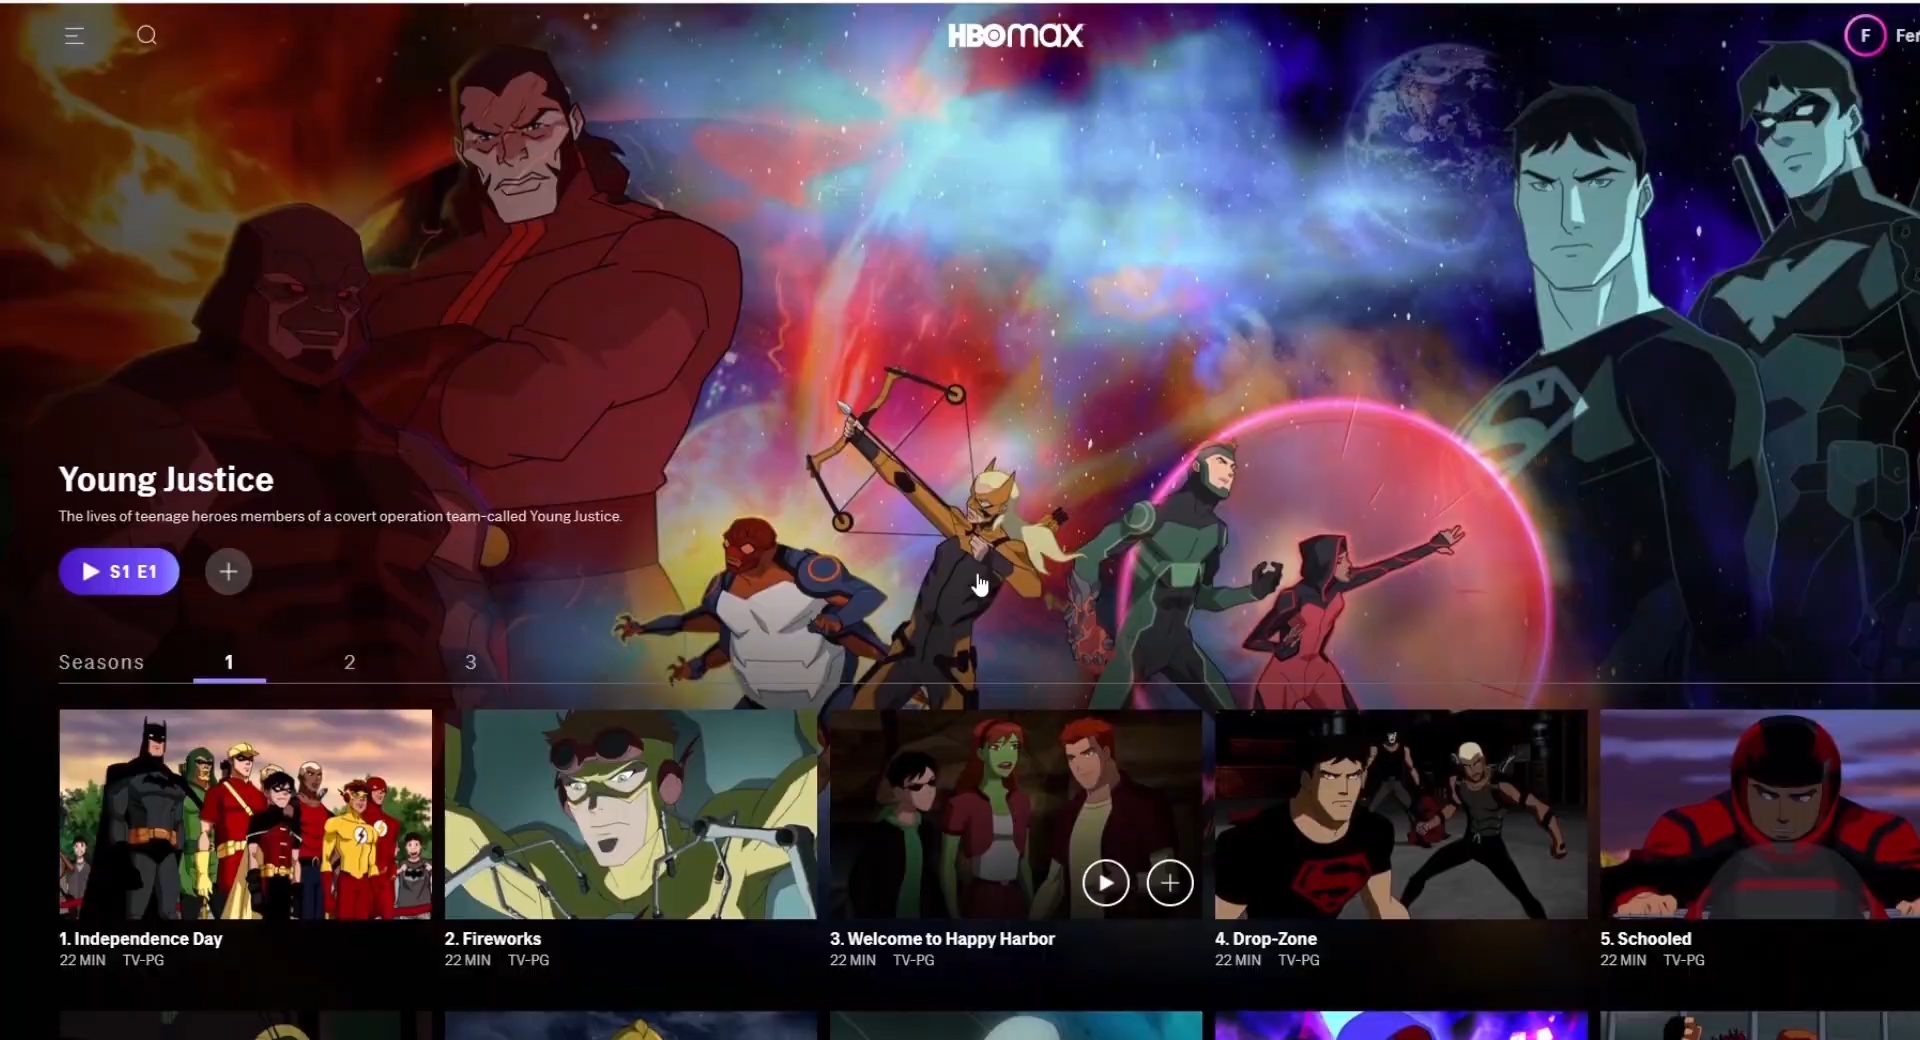 HBOmax
F Fer
Young Justice
The lives of teenage heroes members of a covert operation team-called Young Justice.
S1 E1
Seasons 1 2 3
1. Independence Day
22 MIN TV-PG
2. Fireworks
22 MIN TV-PG
3. Welcome to Happy Harbor
22 MIN TV-PG
4. Drop-Zone
22 MIN TV-PG
5. Schooled
22 MIN TV-PG